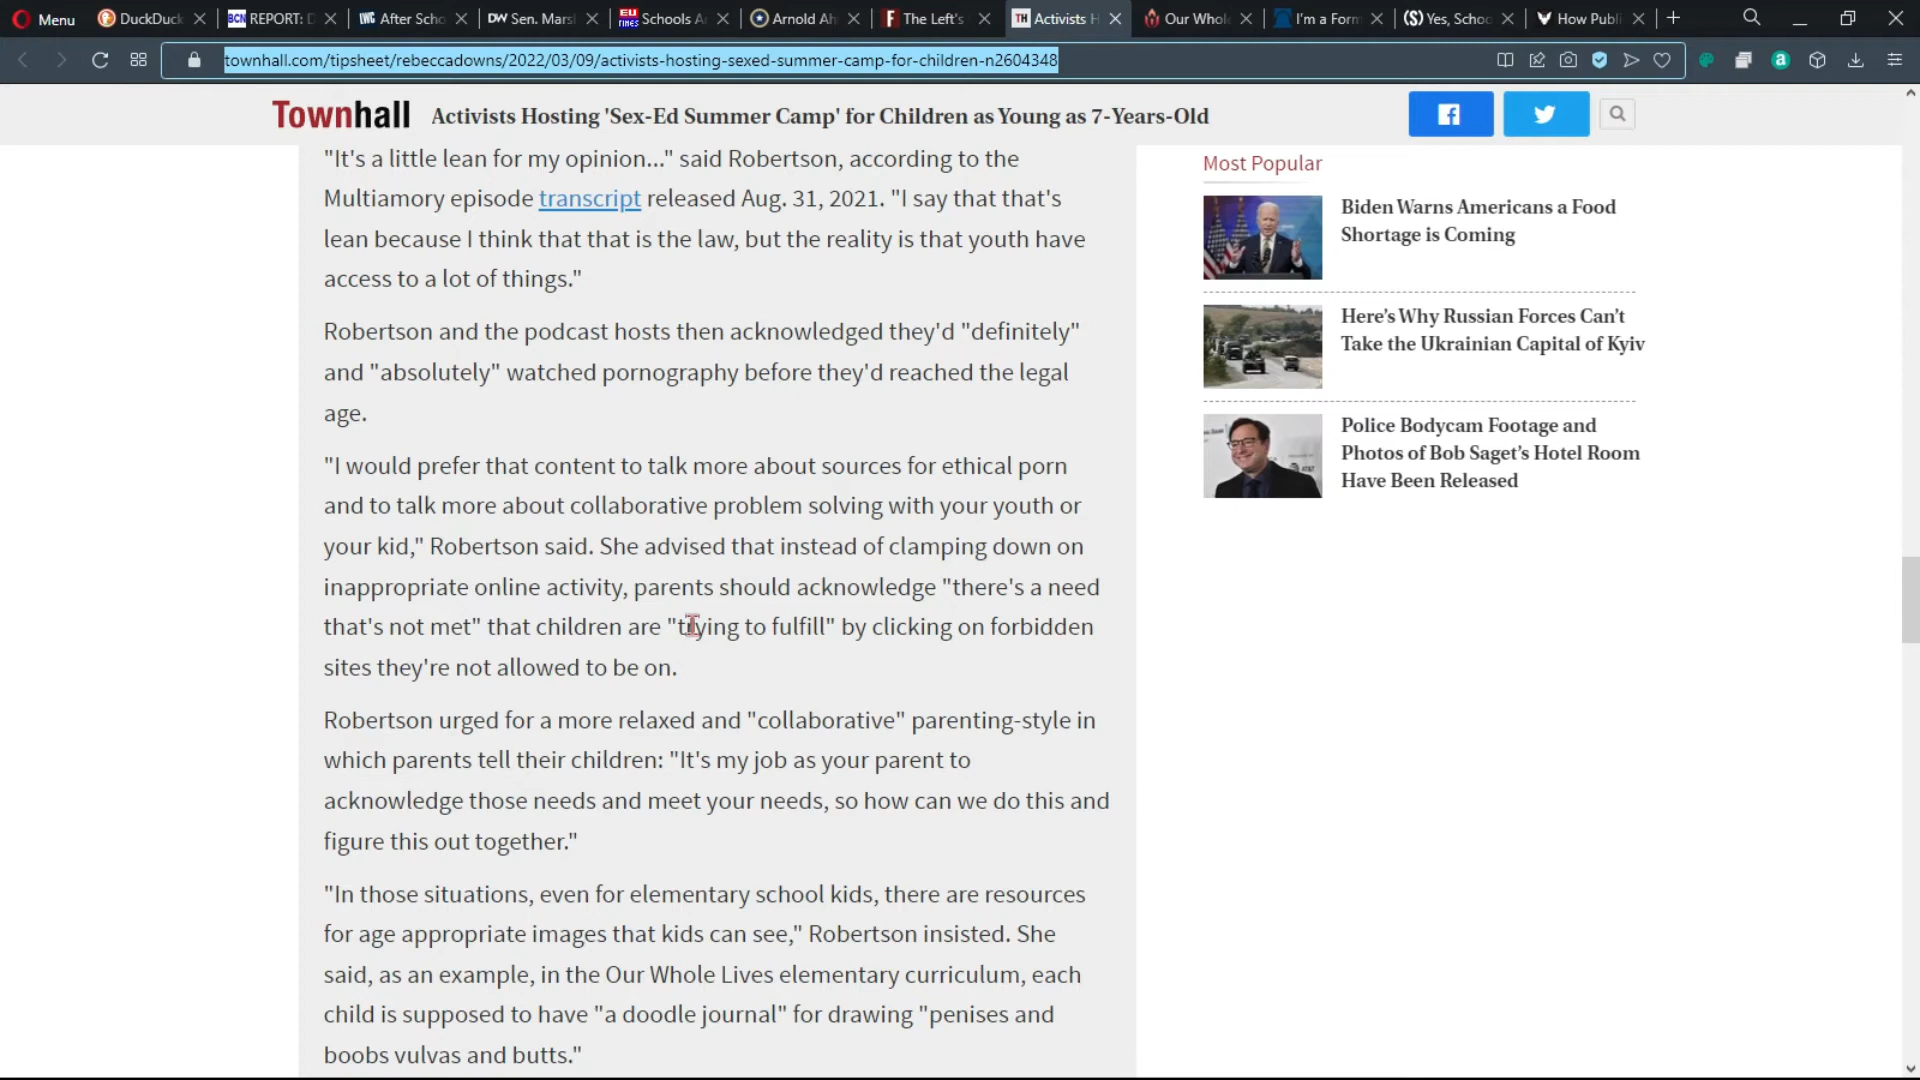 Menu
DuckDuck
BCN REPORT: D
IWC After Scho
DW Sen. Marsh
EU TIMES Schools A
Arnold Ah
F The Left's
TH Activists H
Our Whole
I'm a Form
(S) Yes, Schoo
How Publi
townhall.com/tipsheet/rebeccadowns/2022/03/09/activists-hosting-sexed-summer-camp-for-children-n2604348
Townhall
Activists Hosting 'Sex-Ed Summer Camp' for Children as Young as 7-Years-Old
"It's a little lean for my opinion..." said Robertson, according to the
Multiamory episode transcript released Aug. 31, 2021. "I say that that's
lean because I think that that is the law, but the reality is that youth have
access to a lot of things."
Robertson and the podcast hosts then acknowledged they'd "definitely"
and "absolutely" watched pornography before they'd reached the legal
age.
"I would prefer that content to talk more about sources for ethical porn
and to talk more about collaborative problem solving with your youth or
your kid," Robertson said. She advised that instead of clamping down on
inappropriate online activity, parents should acknowledge "there's a need
that's not met" that children are "trying to fulfill" by clicking on forbidden
sites they're not allowed to be on.
Robertson urged for a more relaxed and "collaborative" parenting-style in
which parents tell their children: "It's my job as your parent to
acknowledge those needs and meet your needs, so how can we do this and
figure this out together."
"In those situations, even for elementary school kids, there are resources
for age appropriate images that kids can see," Robertson insisted. She
said, as an example, in the Our Whole Lives elementary curriculum, each
child is supposed to have "a doodle journal" for drawing "penises and
boobs vulvas and butts."
Most Popular
Biden Warns Americans a Food
Shortage is Coming
Here's Why Russian Forces Can't
Take the Ukrainian Capital of Kyiv
Police Bodycam Footage and
Photos of Bob Saget's Hotel Room
Have Been Released